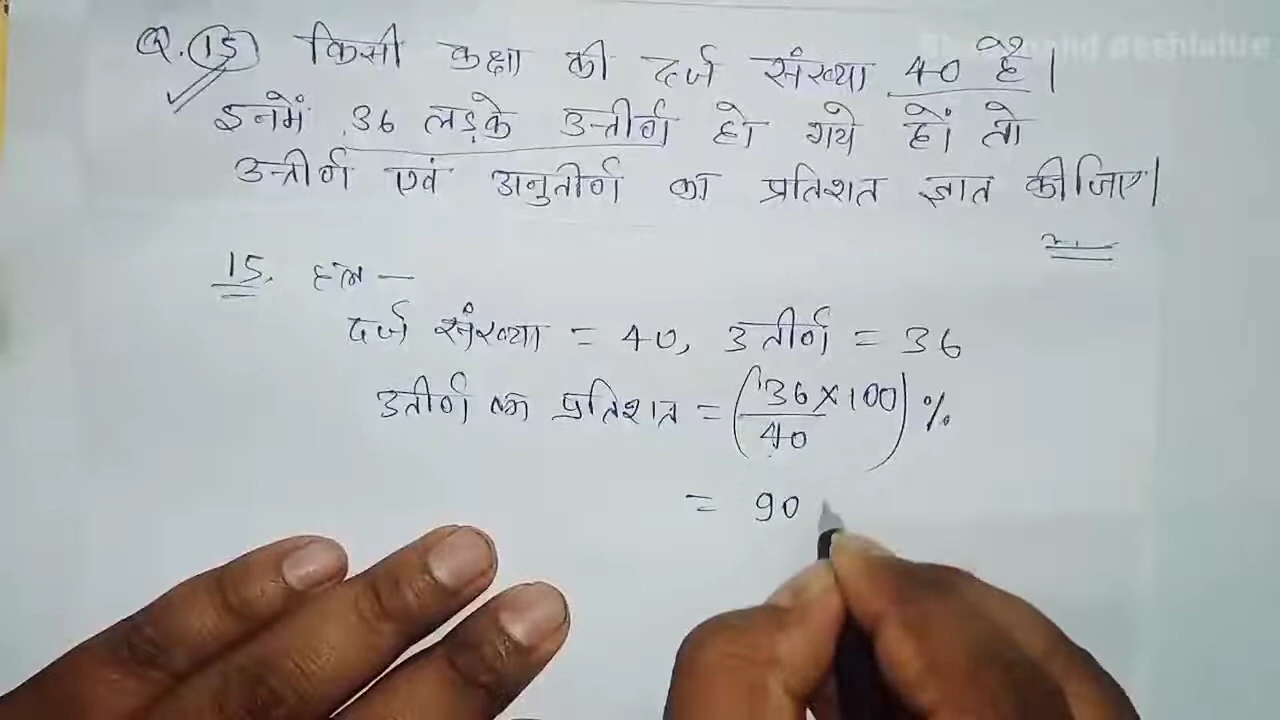 Q. 15 किसी कक्षा की दर्ज संख्या 40 है।
इनमें 36 लड़के उत्तीर्ण हो गये हों तो
उत्तीर्ण एवं अनुतीर्ण का प्रतिशत ज्ञात कीजिए।
15. हल —
दर्ज संख्या = 40, उत्तीर्ण = 36
उत्तीर्ण का प्रतिशत = (36×100/40) %
= 90